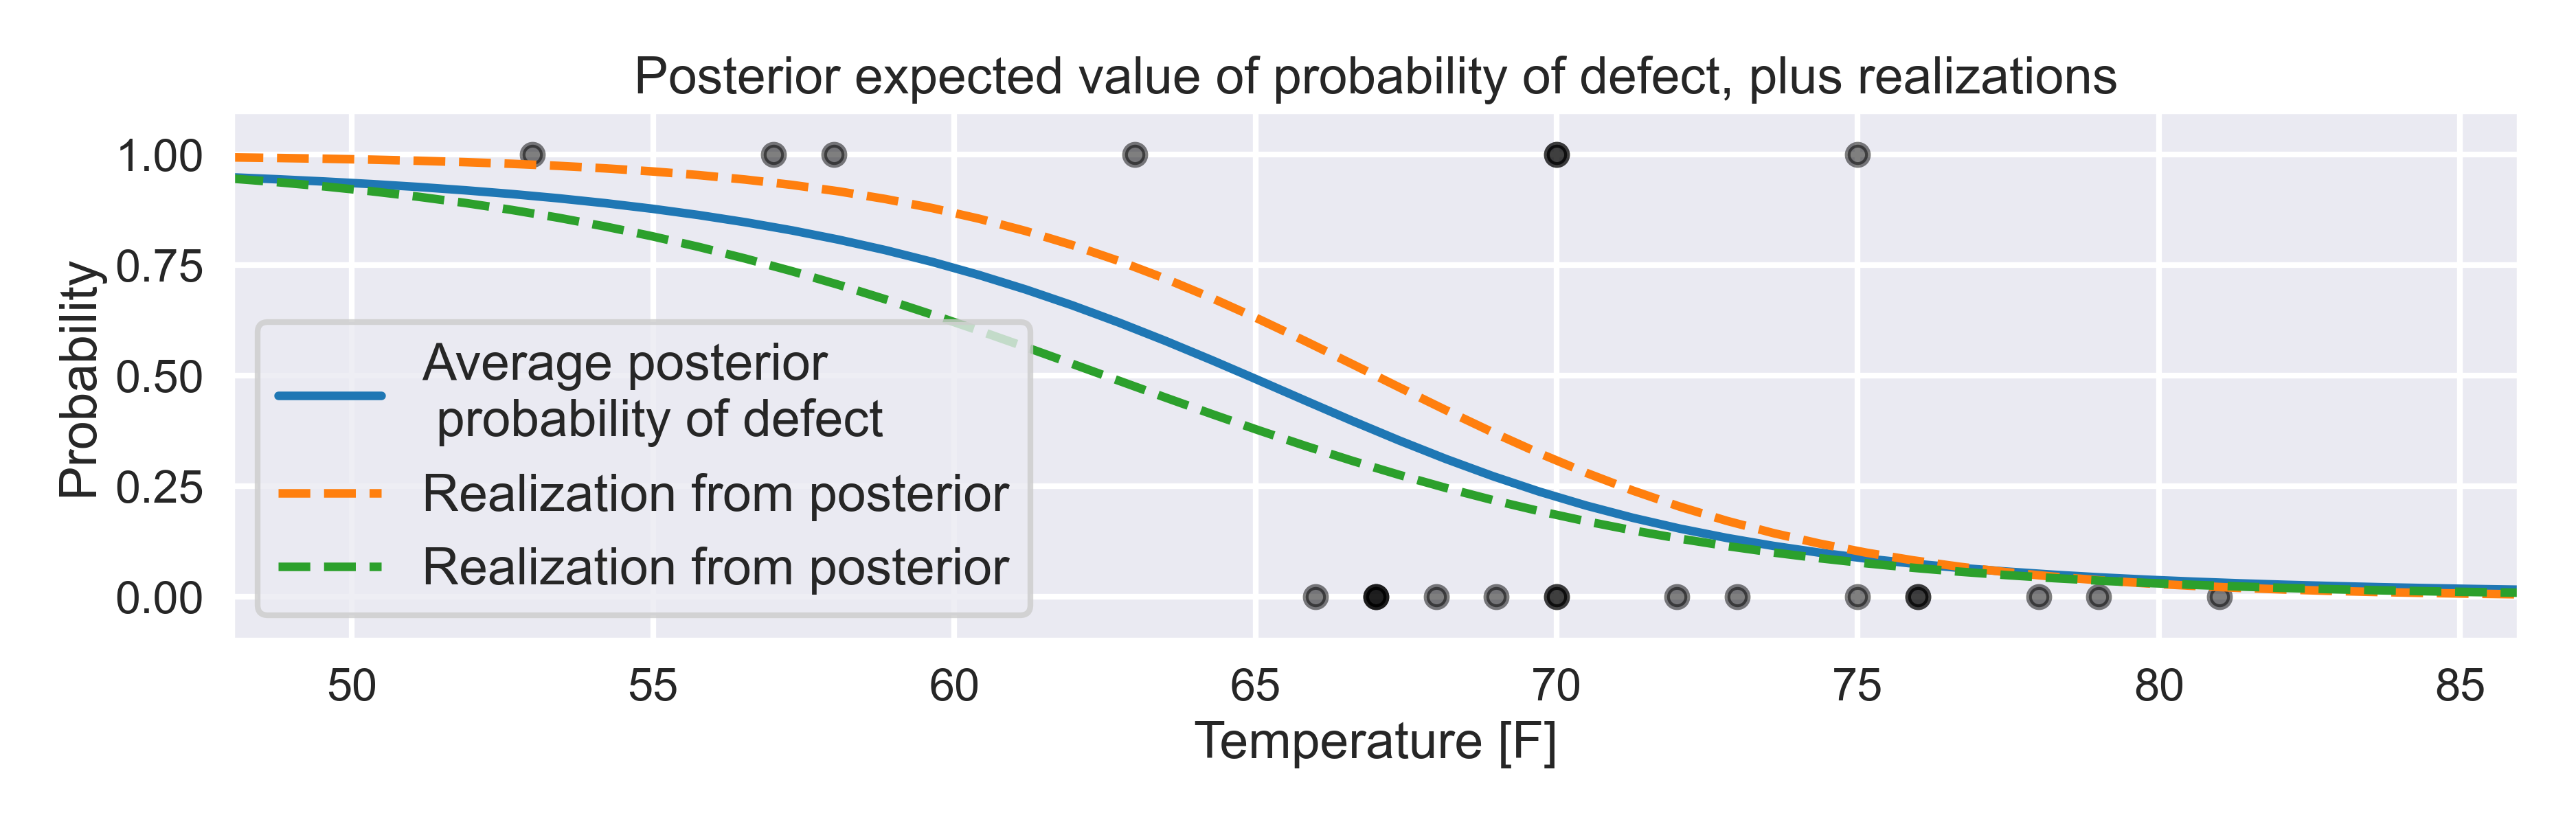 Posterior expected value of probability of defect, plus realizations
Probability
1.00
0.75
0.50
0.25
0.00
Average posterior
probability of defect
Realization from posterior
Realization from posterior
50 55 60 65 70 75 80 85
Temperature [F]